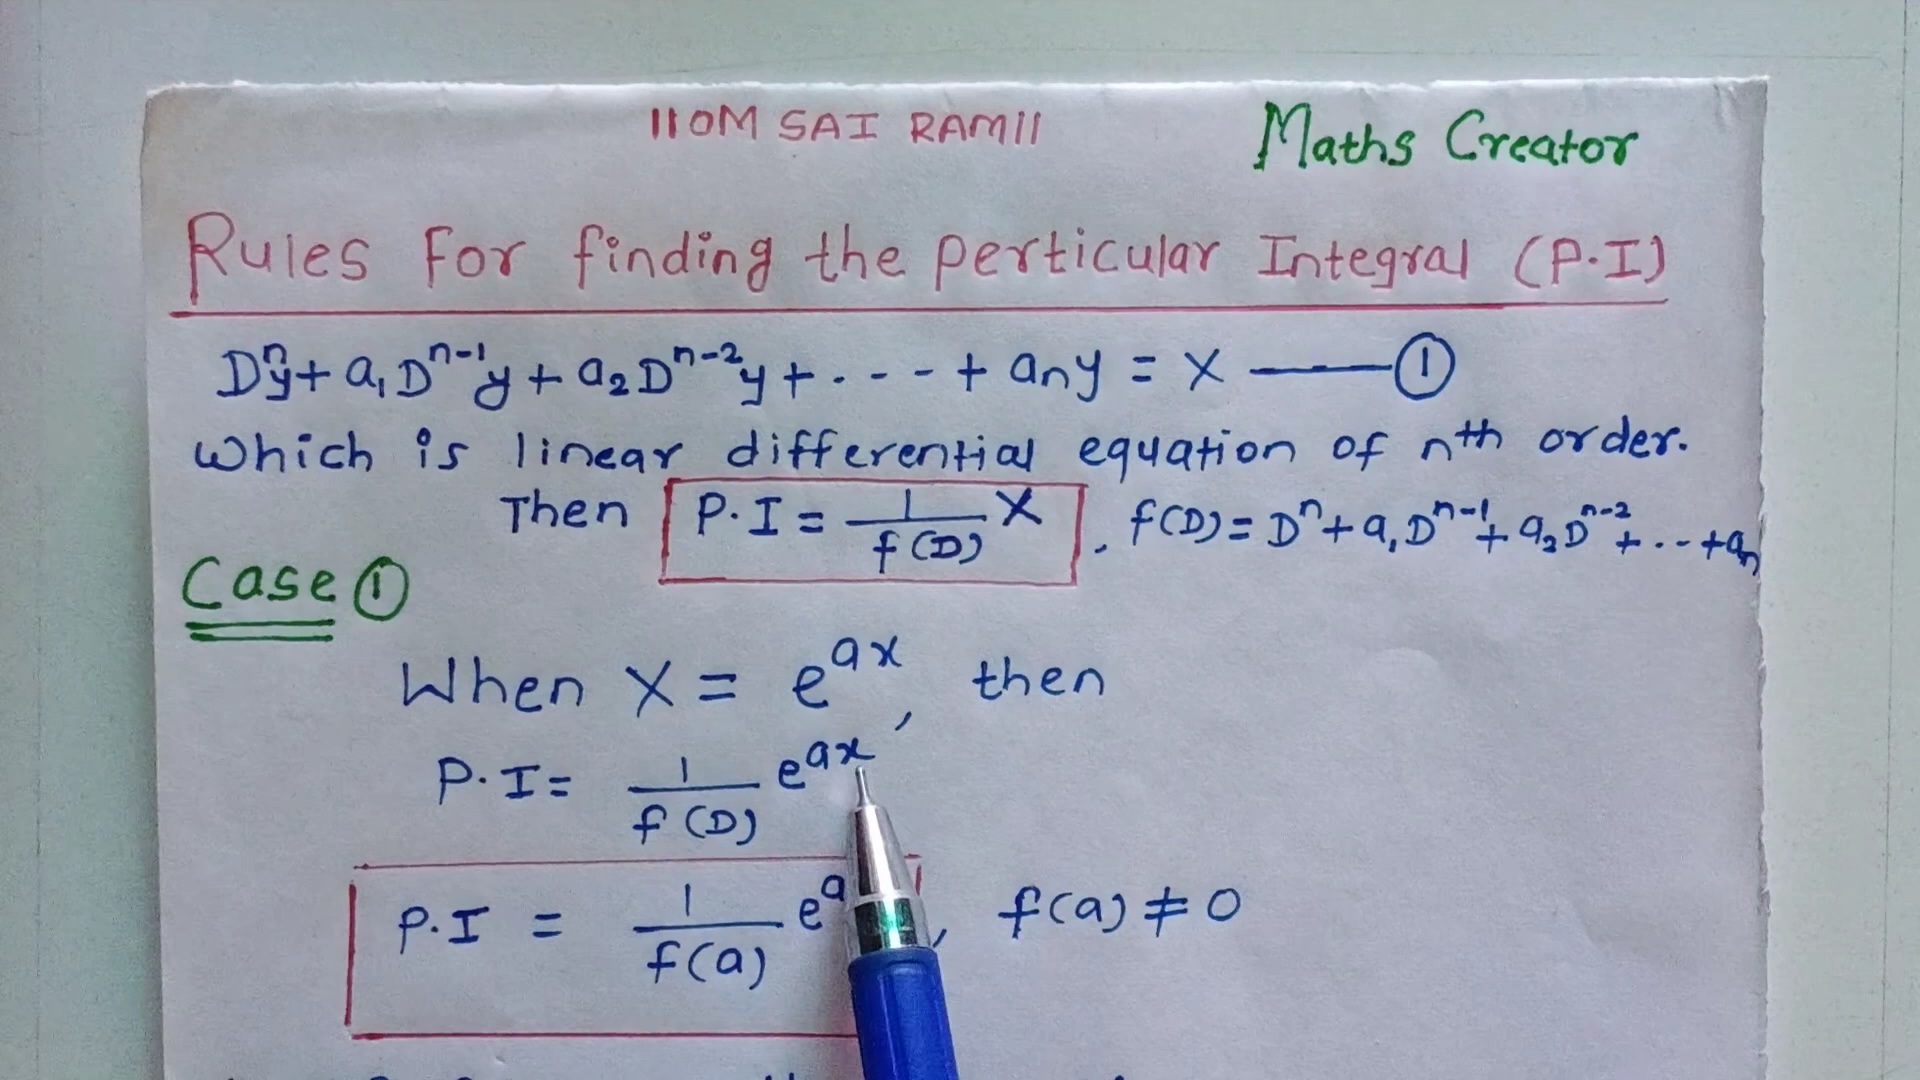 ||OM SAI RAM||
Maths Creator
Rules For finding the perticular Integral (P.I)
Dⁿy + a₁Dⁿ⁻¹y + a₂Dⁿ⁻²y + . - - - + aₙy = X —— ①
Which is linear differential equation of nth order.
Then P.I = 1/f(D) X , f(D) = Dⁿ + a₁Dⁿ⁻¹ + a₂Dⁿ⁻² + . - - + aₙ
Case ①
When X = e^ax, then
P.I = 1/f(D) e^ax
P.I = 1/f(a) e^a , f(a) ≠ 0